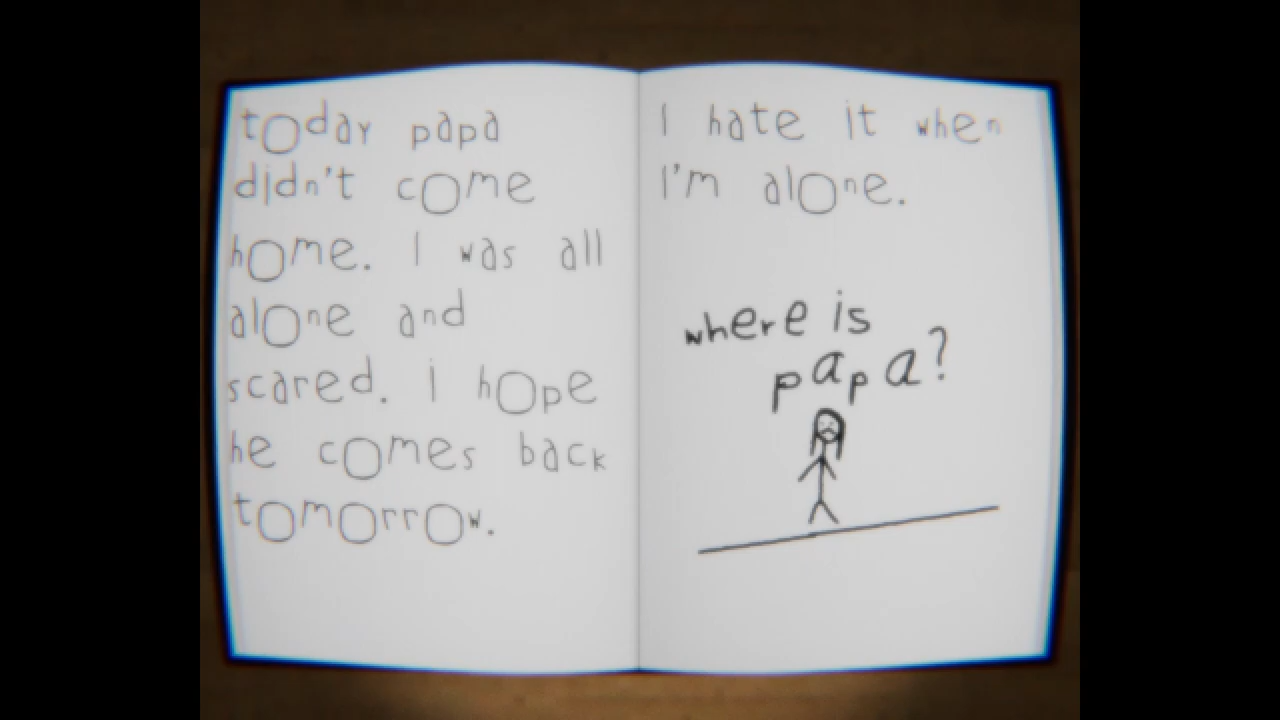 today papa
didn't come
home. I was all
alone and
scared. I hope
he comes back
tomorrow.
I hate it when
I'm alone.
where is
papa?